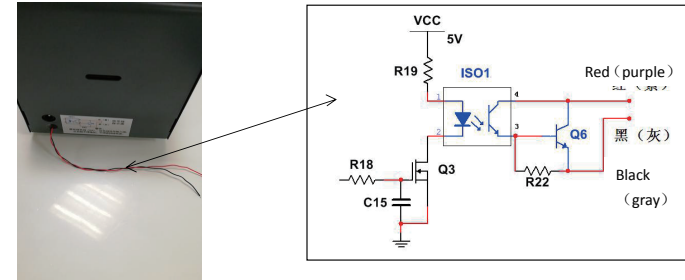 VCC
5V
R19
ISO1
1
4
Red (purple)
2
3
Q6
黑（灰）
R18
Q3
R22
Black
C15
（gray）